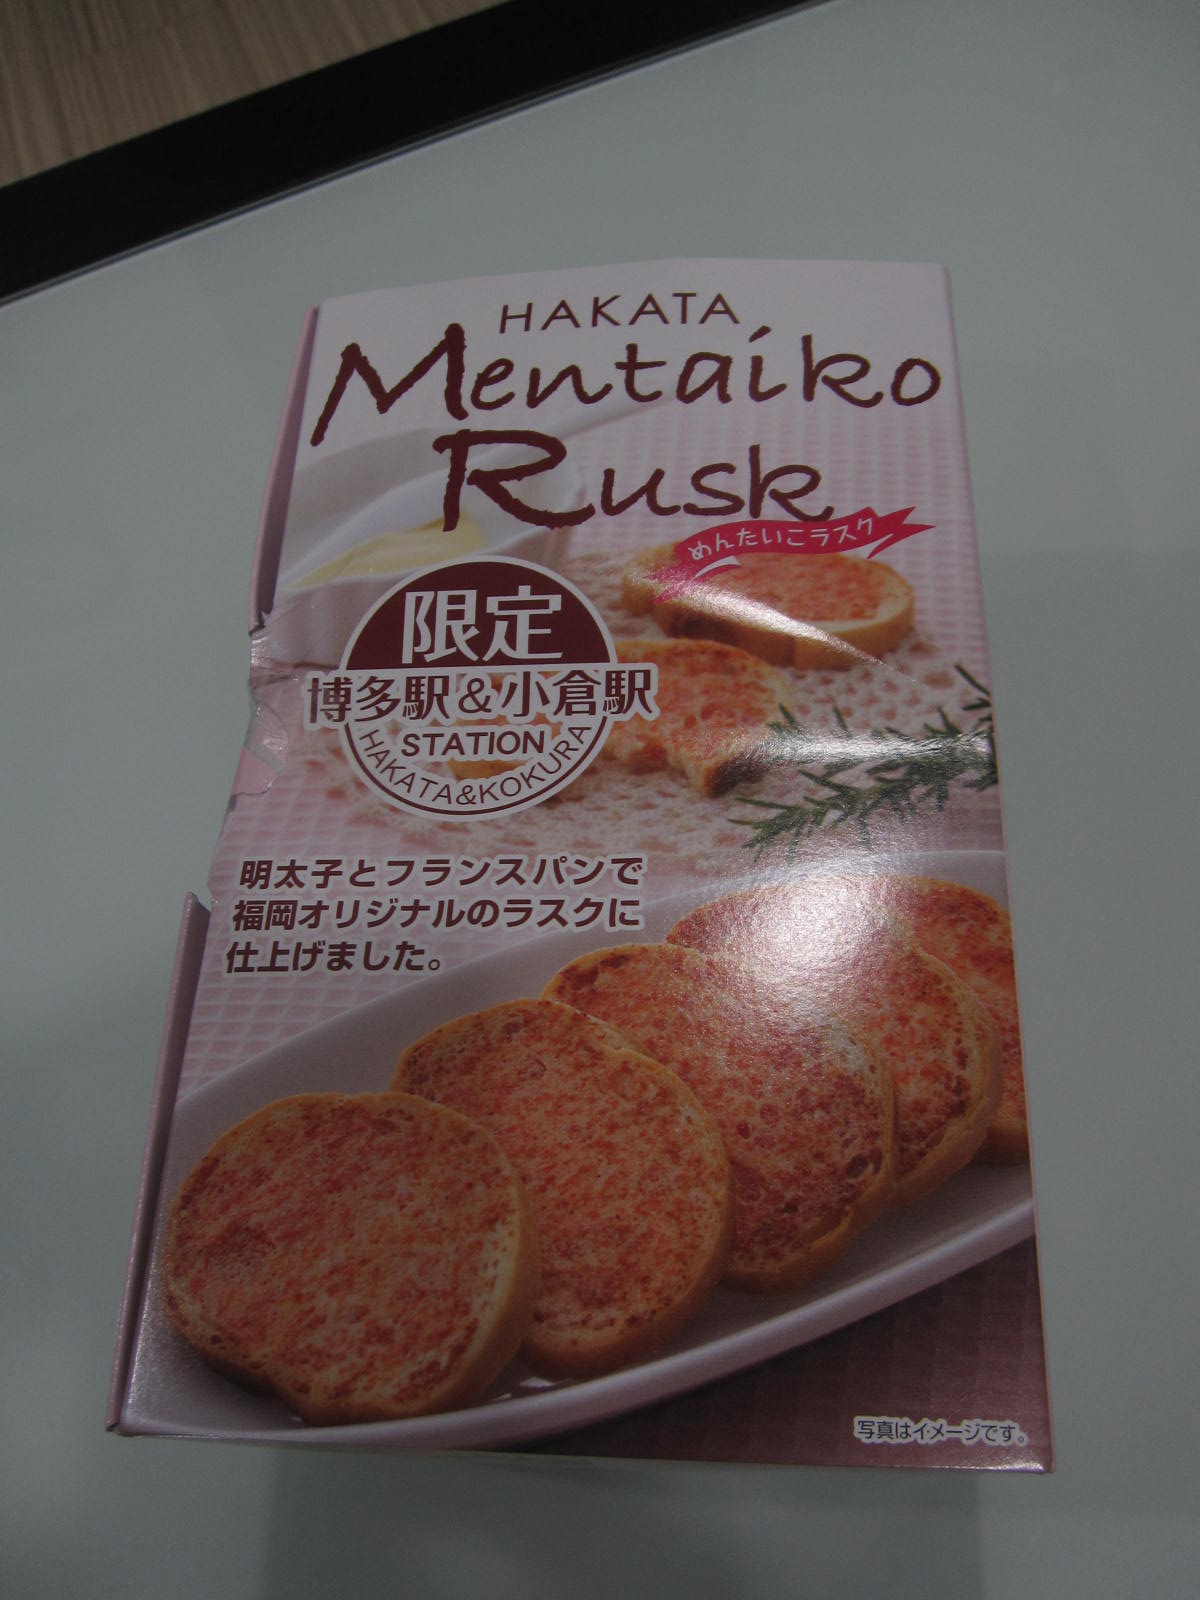 HAKATA
Mentaiko
Rusk
めんたいこラスク
限定
博多駅&小倉駅
STATION
HAKATA&KOKURA
明太子とフランスパンで
福岡オリジナルのラスクに
仕上げました。
写真はイメージです。